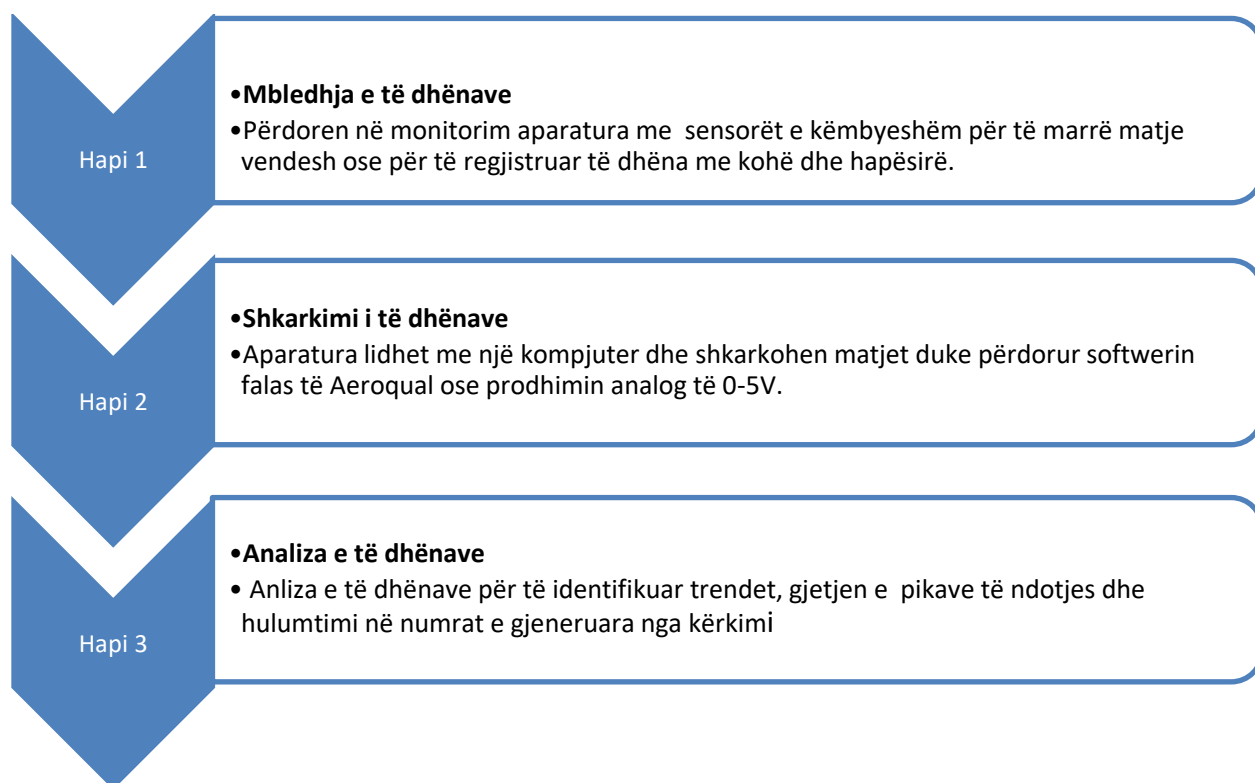 Hapi 1
•Mbledhja e të dhënave
•Përdoren në monitorim aparatura me sensorët e këmbyeshëm për të marrë matje
vendesh ose për të regjistruar të dhëna me kohë dhe hapësirë.
Hapi 2
•Shkarkimi i të dhënave
•Aparatura lidhet me një kompjuter dhe shkarkohen matjet duke përdorur softwerin
falas të Aeroqual ose prodhimin analog të 0-5V.
Hapi 3
•Analiza e të dhënave
• Anliza e të dhënave për të identifikuar trendet, gjetjen e pikave të ndotjes dhe
hulumtimi në numrat e gjeneruara nga kërkimi